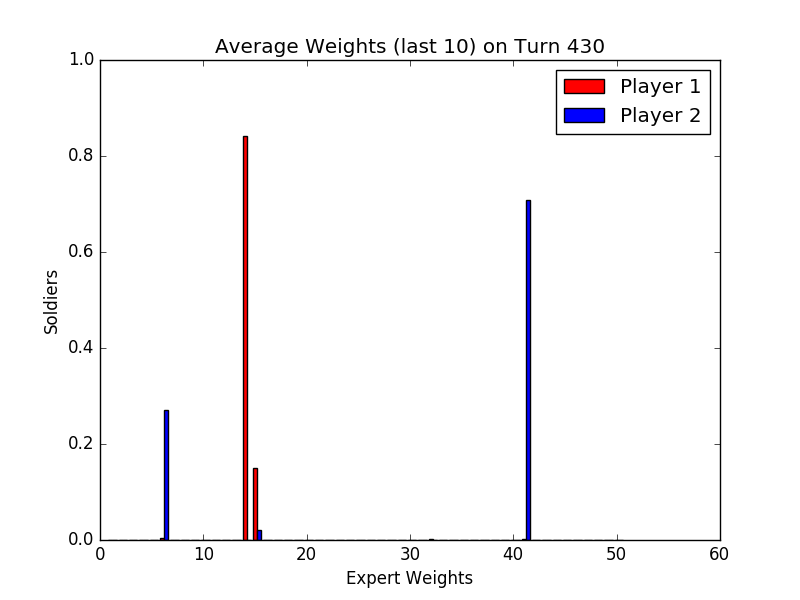 Average Weights (last 10) on Turn 430
1.0
Player 1
Player 2
0.8
0.6
Soldiers
0.4
0.2
0.0
0 10 20 30 40 50 60
Expert Weights